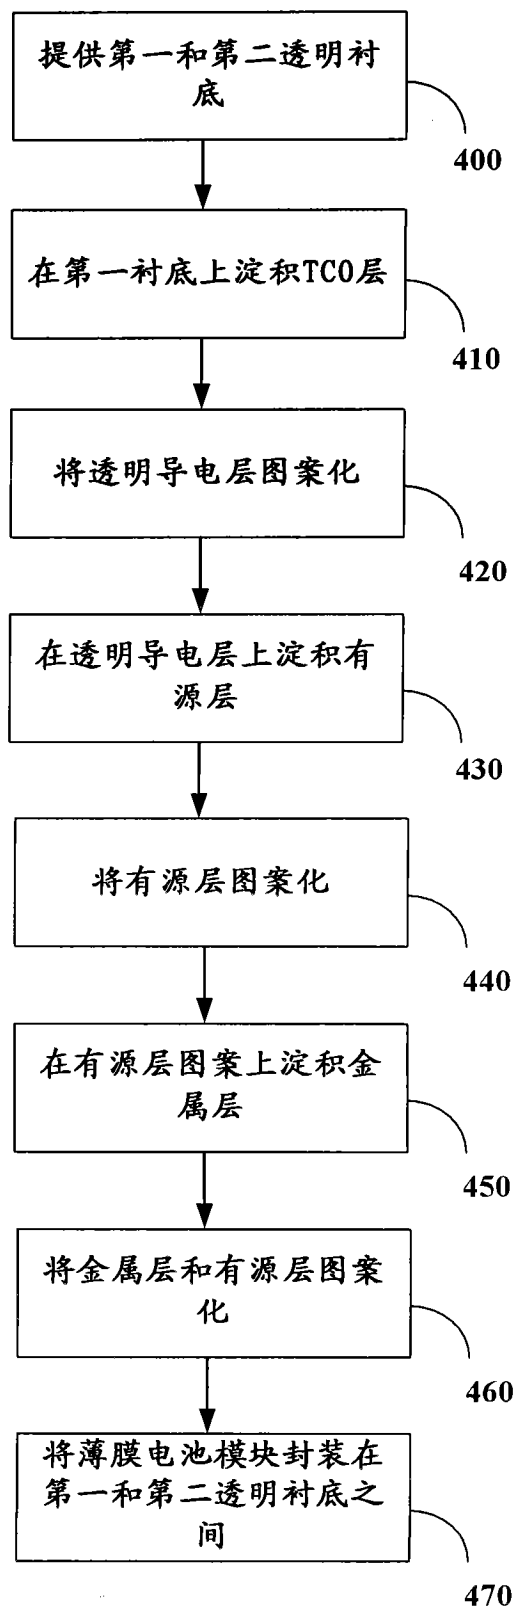 提供第一和第二透明衬
底
400
在第一衬底上淀积TCO层
410
将透明导电层图案化
420
在透明导电层上淀积有
源层
430
将有源层图案化
440
在有源层图案上淀积金
属层
450
将金属层和有源层图案
化
460
将薄膜电池模块封装在
第一和第二透明衬底之
间
470